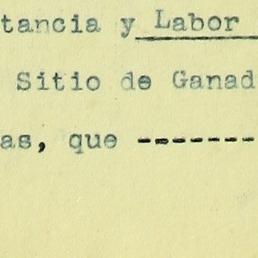 tancia y Labor
Sitio de Ganad
as, que -------